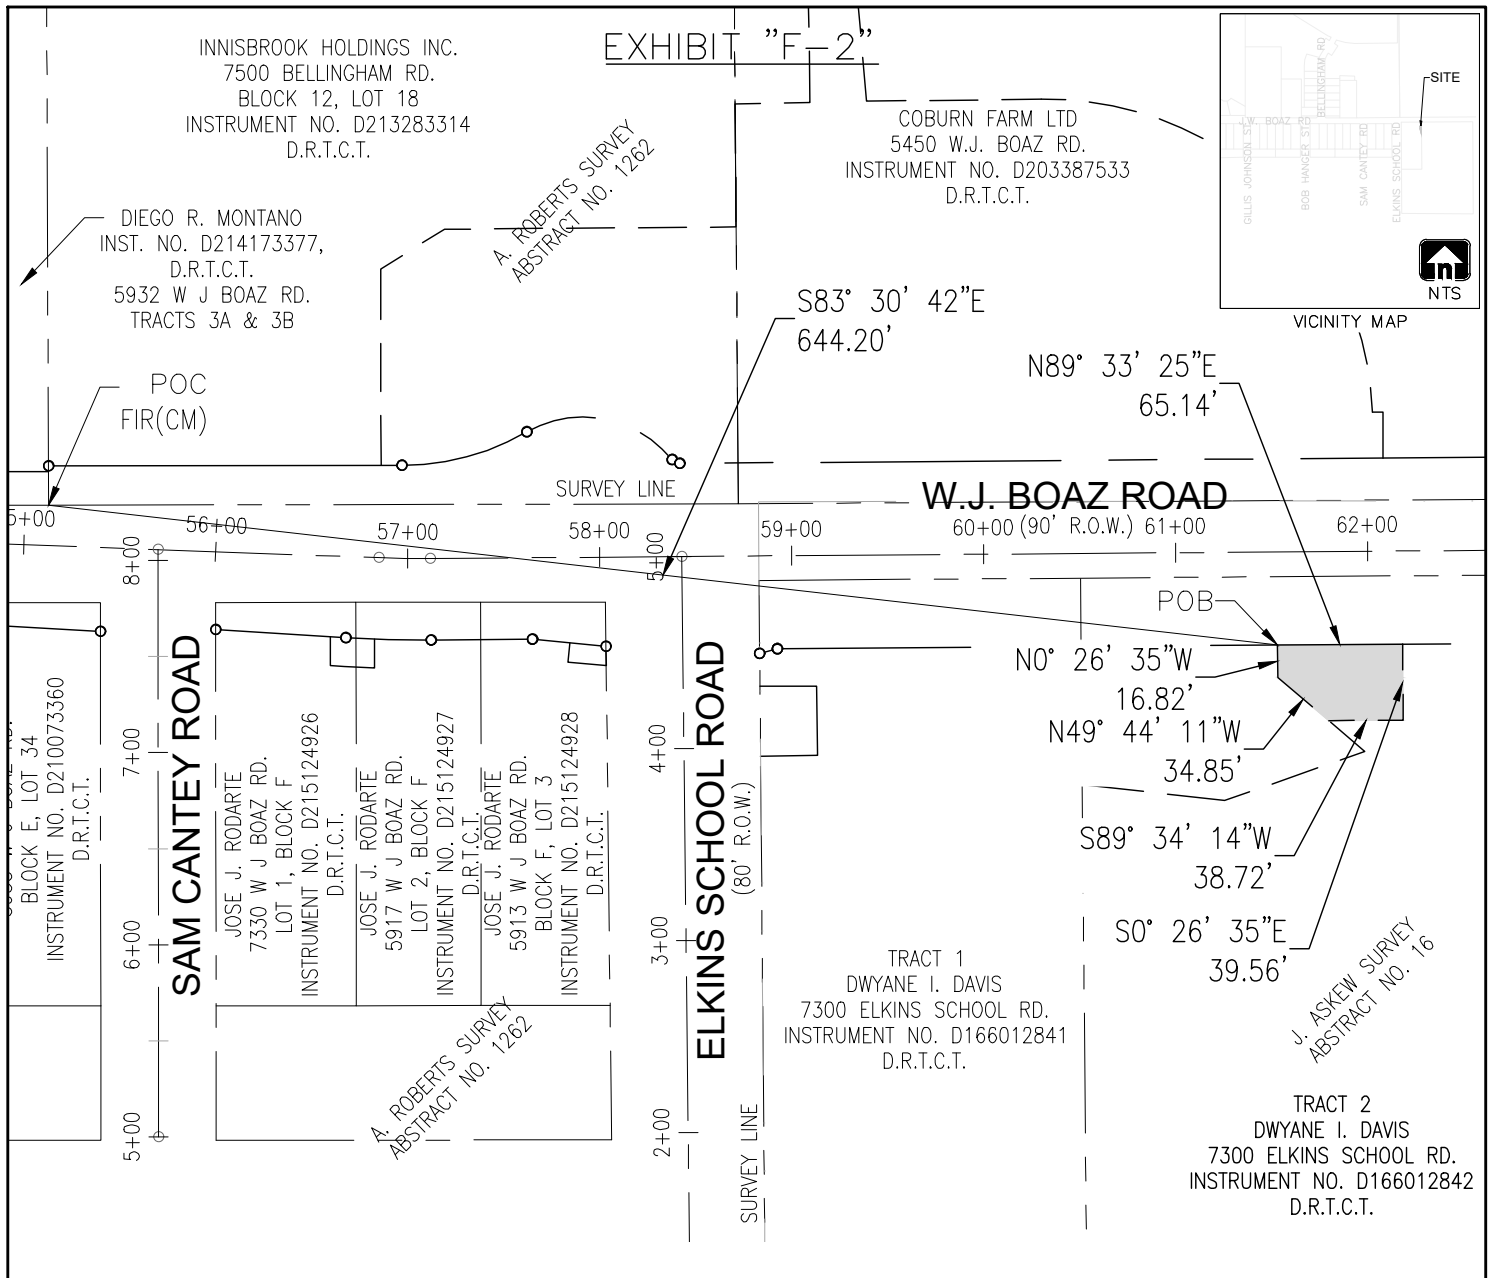 EXHIBIT "F-2"
INNISBROOK HOLDINGS INC.
7500 BELLINGHAM RD.
BLOCK 12, LOT 18
INSTRUMENT NO. D213283314
D.R.T.C.T.
A. ROBERTS SURVEY
ABSTRACT NO. 1262
COBURN FARM LTD
5450 W.J. BOAZ RD.
INSTRUMENT NO. D203387533
D.R.T.C.T.
SITE
BELLINGHAM RD
W. BOAZ RD
GILLIS JOHNSON ST
BOB HANGER ST
SAM CANTEY RD
ELKINS SCHOOL RD
n
NTS
VICINITY MAP
DIEGO R. MONTANO
INST. NO. D214173377,
D.R.T.C.T.
5932 W J BOAZ RD.
TRACTS 3A & 3B
S83° 30' 42"E
644.20'
N89° 33' 25"E
65.14'
POC
FIR(CM)
SURVEY LINE
W.J. BOAZ ROAD
(90' R.O.W.)
5+00
56+00
57+00
58+00
59+00
60+00
61+00
62+00
8+00
7+00
6+00
5+00
5+00
4+00
3+00
2+00
POB
N0° 26' 35"W
16.82'
N49° 44' 11"W
34.85'
S89° 34' 14"W
38.72'
S0° 26' 35"E
39.56'
BLOCK E, LOT 34
INSTRUMENT NO. D210073360
D.R.T.C.T.
SAM CANTEY ROAD
JOSE J. RODARTE
7330 W J BOAZ RD.
LOT 1, BLOCK F
INSTRUMENT NO. D215124926
D.R.T.C.T.
JOSE J. RODARTE
5917 W J BOAZ RD.
LOT 2, BLOCK F
INSTRUMENT NO. D215124927
D.R.T.C.T.
JOSE J. RODARTE
5913 W J BOAZ RD.
BLOCK F, LOT 3
INSTRUMENT NO. D215124928
D.R.T.C.T.
ELKINS SCHOOL ROAD
(80' R.O.W.)
A. ROBERTS SURVEY
ABSTRACT NO. 1262
SURVEY LINE
TRACT 1
DWYANE I. DAVIS
7300 ELKINS SCHOOL RD.
INSTRUMENT NO. D166012841
D.R.T.C.T.
J. ASKEW SURVEY
ABSTRACT NO. 16
TRACT 2
DWYANE I. DAVIS
7300 ELKINS SCHOOL RD.
INSTRUMENT NO. D166012842
D.R.T.C.T.